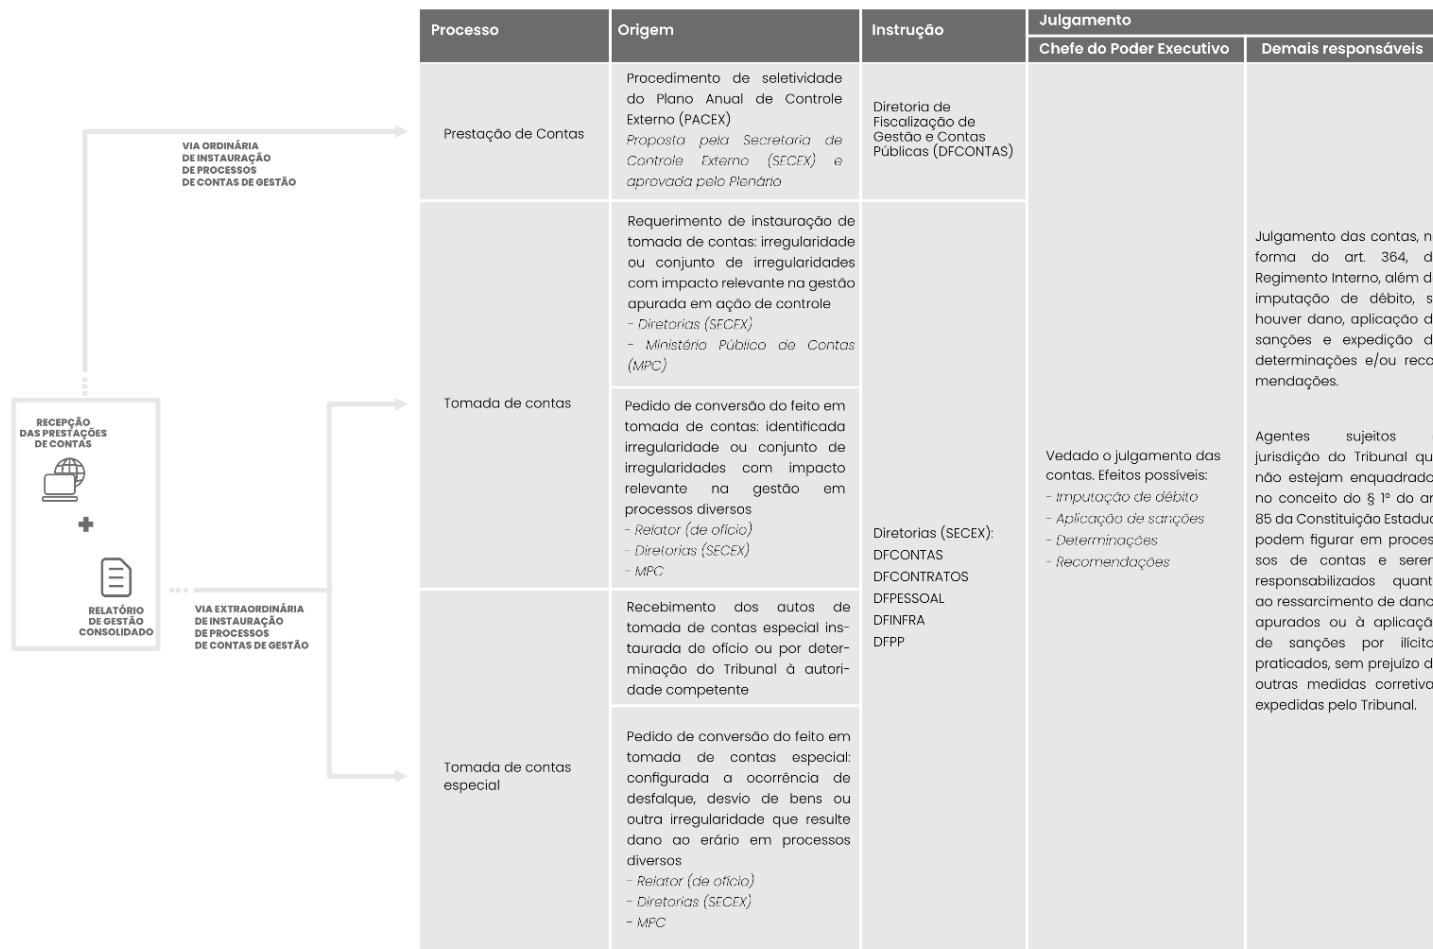 VIA ORDINÁRIA
DE INSTAURAÇÃO
DE PROCESSOS
DE CONTAS DE GESTÃO
RECEPÇÃO
DAS PRESTAÇÕES
DE CONTAS
RELATÓRIO
DE GESTÃO
CONSOLIDADO
VIA EXTRAORDINÁRIA
DE INSTAURAÇÃO
DE PROCESSOS
DE CONTAS DE GESTÃO
Processo
Origem
Instrução
Julgamento
Chefe do Poder Executivo
Demais responsáveis
Prestação de Contas
Procedimento de seletividade
do Plano Anual de Controle
Externo (PACEX)
Proposta pela Secretaria de
Controle Externo (SECEX) e
aprovada pelo Plenário
Diretoria de
Fiscalização de
Gestão e Contas
Públicas (DFCONTAS)
Tomada de contas
Requerimento de instauração de
tomada de contas: irregularidade
ou conjunto de irregularidades
com impacto relevante na gestão
apurada em ação de controle
- Diretorias (SECEX)
- Ministério Público de Contas
(MPC)
Pedido de conversão do feito em
tomada de contas: identificada
irregularidade ou conjunto de
irregularidades com impacto
relevante na gestão em
processos diversos
- Relator (de ofício)
- Diretorias (SECEX)
- MPC
Tomada de contas
especial
Recebimento dos autos de
tomada de contas especial ins-
taurada de ofício ou por deter-
minação do Tribunal à autori-
dade competente
Pedido de conversão do feito em
tomada de contas especial:
configurada a ocorrência de
desfalque, desvio de bens ou
outra irregularidade que resulte
dano ao erário em processos
diversos
- Relator (de ofício)
- Diretorias (SECEX)
- MPC
Diretorias (SECEX):
DFCONTAS
DFCONTRATOS
DFPESSOAL
DFINFRA
DFPP
Vedado o julgamento das
contas. Efeitos possíveis:
- Imputação de débito
- Aplicação de sanções
- Determinações
- Recomendações
Julgamento das contas,
forma do art. 364,
Regimento Interno, além
imputação de débito,
houver dano, aplicação
sanções e expedição
determinações e/ou reco
mendações.
Agentes sujeitos
jurisdição do Tribunal
não estejam
no conceito do § 1º do
85 da Constituição
podem figurar em
sos de contas e
responsabilizados
ao ressarcimento de
apurados ou à
de sanções por
praticados, sem prejuízo
outras medidas
expedidas pelo Tribunal.